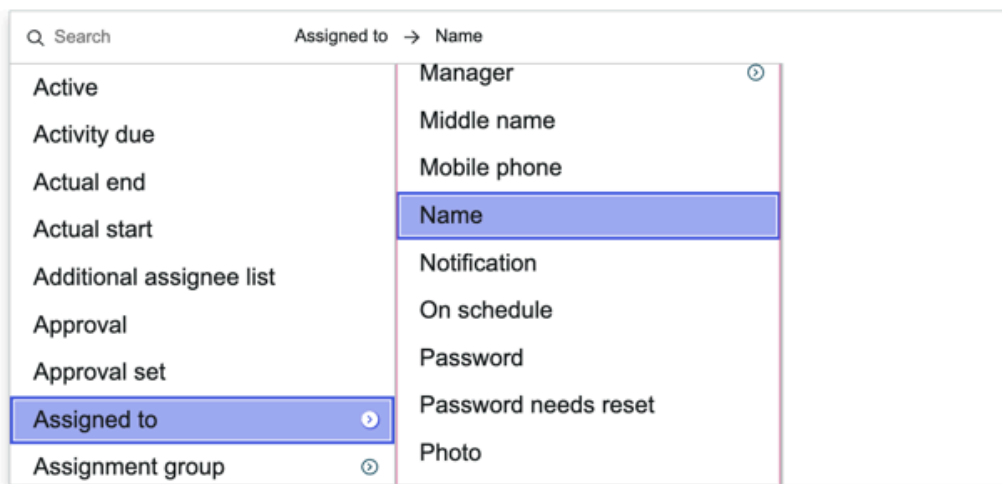 Search
Assigned to → Name
Active
Activity due
Actual end
Actual start
Additional assignee list
Approval
Approval set
Assigned to
Assignment group
Manager
Middle name
Mobile phone
Name
Notification
On schedule
Password
Password needs reset
Photo